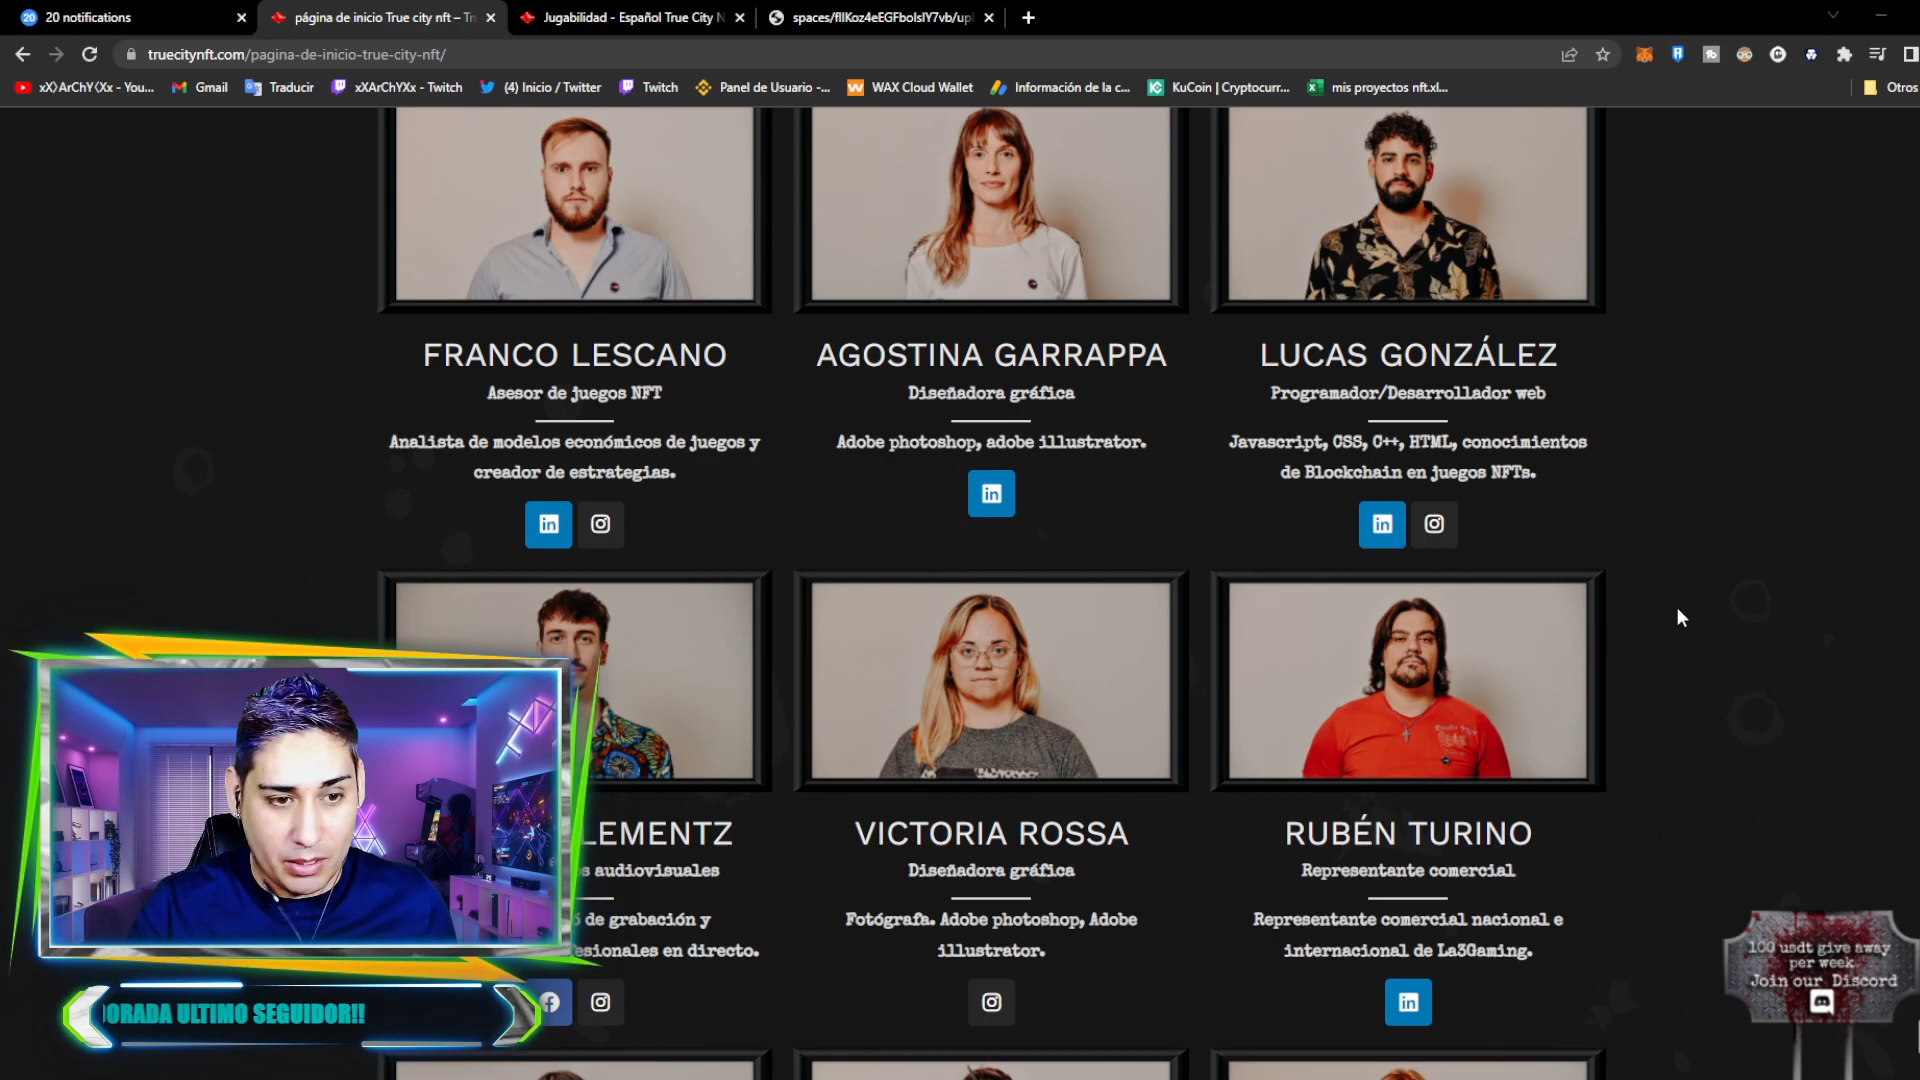 20
20 notifications
página de inicio True city nft – Tr
Jugabilidad - Español True City N
truecitynft.com/pagina-de-inicio-true-city-nft/
xX)ArChY(Xx - You...
Gmail
Traducir
xXArChYXx - Twitch
(4) Inicio / Twitter
Twitch
Panel de Usuario -...
WAX Cloud Wallet
Información de la c...
KuCoin | Cryptocurr...
mis proyectos nft.xl...
Otros
FRANCO LESCANO
Asesor de juegos NFT
Analista de modelos económicos de juegos y
creador de estrategias.
AGOSTINA GARRAPPA
Diseñadora gráfica
Adobe photoshop, adobe illustrator.
LUCAS GONZÁLEZ
Programador/Desarrollador web
Javascript, CSS, C++, HTML, conocimientos
de Blockchain en juegos NFTs.
LEMENTZ
s audiovisuales
de grabación y
esionales en directo.
VICTORIA ROSSA
Diseñadora gráfica
Fotógrafa. Adobe photoshop, Adobe
illustrator.
RUBÉN TURINO
Representante comercial
Representante comercial nacional e
internacional de La3Gaming.
100 usdt give away
per week
Join our Discord
ORADA ULTIMO SEGUIDOR!!